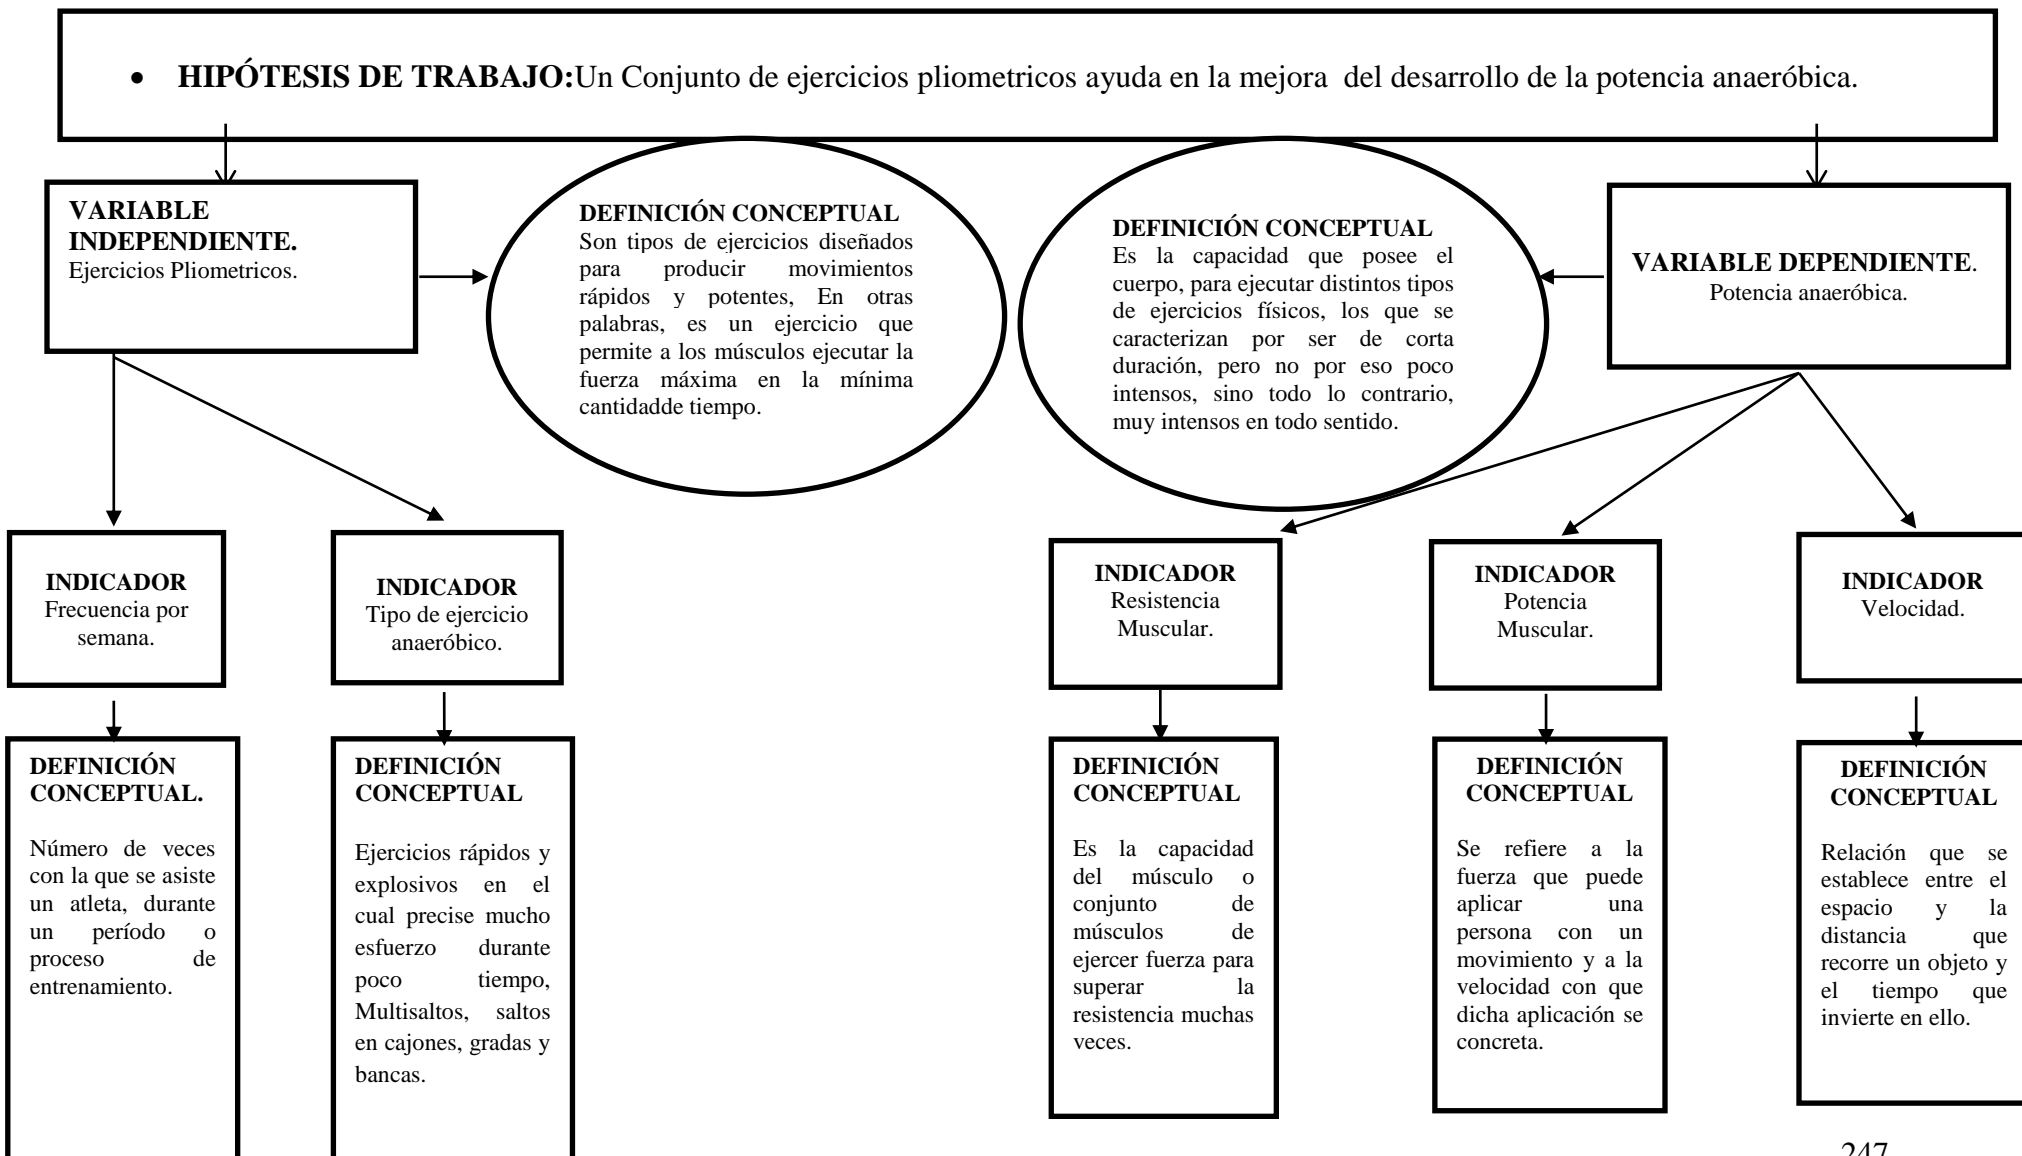 • HIPÓTESIS DE TRABAJO:Un Conjunto de ejercicios pliometricos ayuda en la mejora del desarrollo de la potencia anaeróbica.
VARIABLE
INDEPENDIENTE.
Ejercicios Pliometricos.
DEFINICIÓN CONCEPTUAL
Son tipos de ejercicios diseñados
para producir movimientos
rápidos y potentes, En otras
palabras, es un ejercicio que
permite a los músculos ejecutar la
fuerza máxima en la mínima
cantidadde tiempo.
DEFINICIÓN CONCEPTUAL
Es la capacidad que posee el
cuerpo, para ejecutar distintos tipos
de ejercicios físicos, los que se
caracterizan por ser de corta
duración, pero no por eso poco
intensos, sino todo lo contrario,
muy intensos en todo sentido.
VARIABLE DEPENDIENTE.
Potencia anaeróbica.
INDICADOR
Frecuencia por
semana.
INDICADOR
Tipo de ejercicio
anaeróbico.
INDICADOR
Resistencia
Muscular.
INDICADOR
Potencia
Muscular.
INDICADOR
Velocidad.
DEFINICIÓN
CONCEPTUAL.
Número de veces
con la que se asiste
un atleta, durante
un período o
proceso de
entrenamiento.
DEFINICIÓN
CONCEPTUAL
Ejercicios rápidos y
explosivos en el
cual precise mucho
esfuerzo durante
poco tiempo,
Multisaltos, saltos
en cajones, gradas y
bancas.
DEFINICIÓN
CONCEPTUAL
Es la capacidad
del músculo o
conjunto de
músculos de
ejercer fuerza para
superar la
resistencia muchas
veces.
DEFINICIÓN
CONCEPTUAL
Se refiere a la
fuerza que puede
aplicar una
persona con un
movimiento y a la
velocidad con que
dicha aplicación se
concreta.
DEFINICIÓN
CONCEPTUAL
Relación que se
establece entre el
espacio y la
distancia que
recorre un objeto y
el tiempo que
invierte en ello.
247